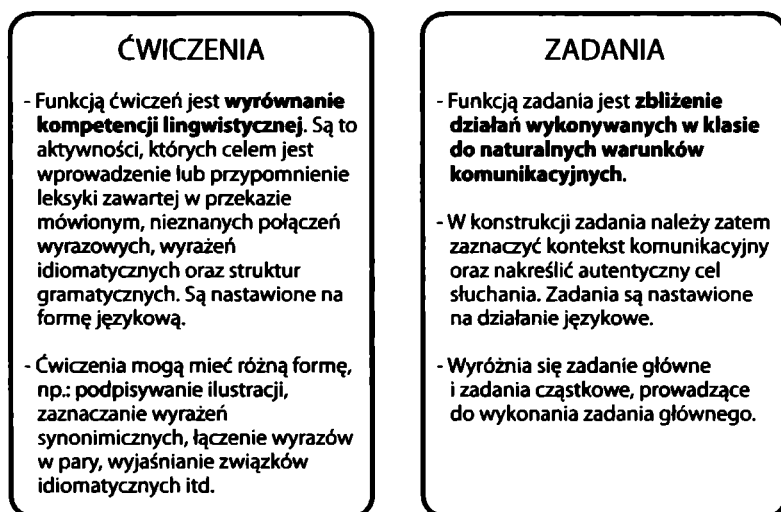 ĆWICZENIA
- Funkcją ćwiczeń jest wyrównanie
kompetencji lingwistycznej. Są to
aktywności, których celem jest
wprowadzenie lub przypomnienie
leksyki zawartej w przekazie
mówionym, nieznanych połączeń
wyrazowych, wyrażeń
idiomatycznych oraz struktur
gramatycznych. Są nastawione na
formę językową.
- Ćwiczenia mogą mieć różną formę,
np.: podpisywanie ilustracji,
zaznaczanie wyrażeń
synonimicznych, łączenie wyrazów
w pary, wyjaśnianie związków
idiomatycznych itd.
ZADANIA
- Funkcją zadania jest zbliżenie
działań wykonywanych w klasie
do naturalnych warunków
komunikacyjnych.
- W konstrukcji zadania należy zatem
zaznaczyć kontekst komunikacyjny
oraz nakreślić autentyczny cel
słuchania. Zadania są nastawione
na działanie językowe.
- Wyróżnia się zadanie główne
i zadania cząstkowe, prowadzące
do wykonania zadania głównego.